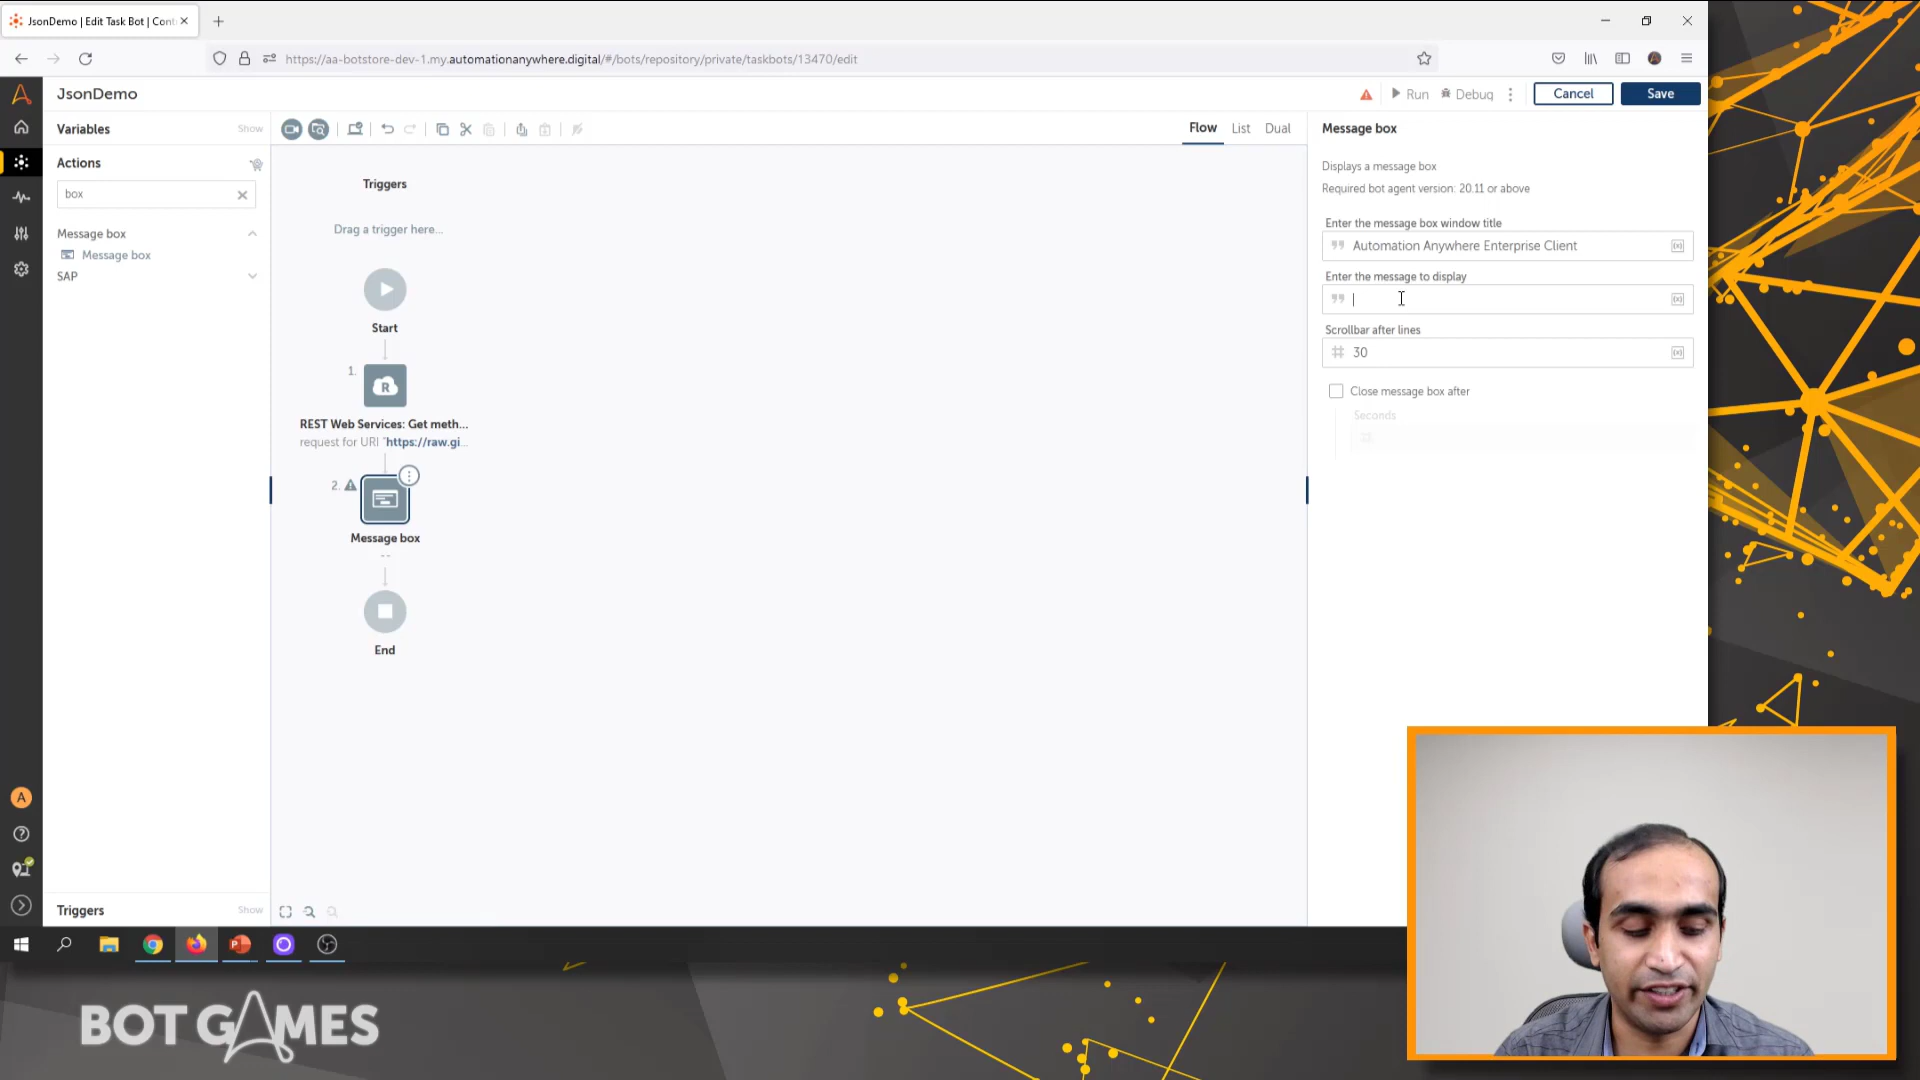 JsonDemo | Edit Task Bot | Cont
https://aa-botstore-dev-1.my.automationanywhere.digital/#/bots/repository/private/taskbots/13470/edit
JsonDemo
Run
Debug
Cancel
Save
Variables
Show
Flow
List
Dual
Actions
box
Message box
Message box
SAP
Triggers
Drag a trigger here...
Start
1.
R
REST Web Services: Get meth...
request for URI "https://raw.gi...
2.
Message box
--
End
Message box
Displays a message box
Required bot agent version: 20.11 or above
Enter the message box window title
Automation Anywhere Enterprise Client
(x)
Enter the message to display
(x)
Scrollbar after lines
30
(x)
Close message box after
Seconds
A
Triggers
Show
BOT GAMES